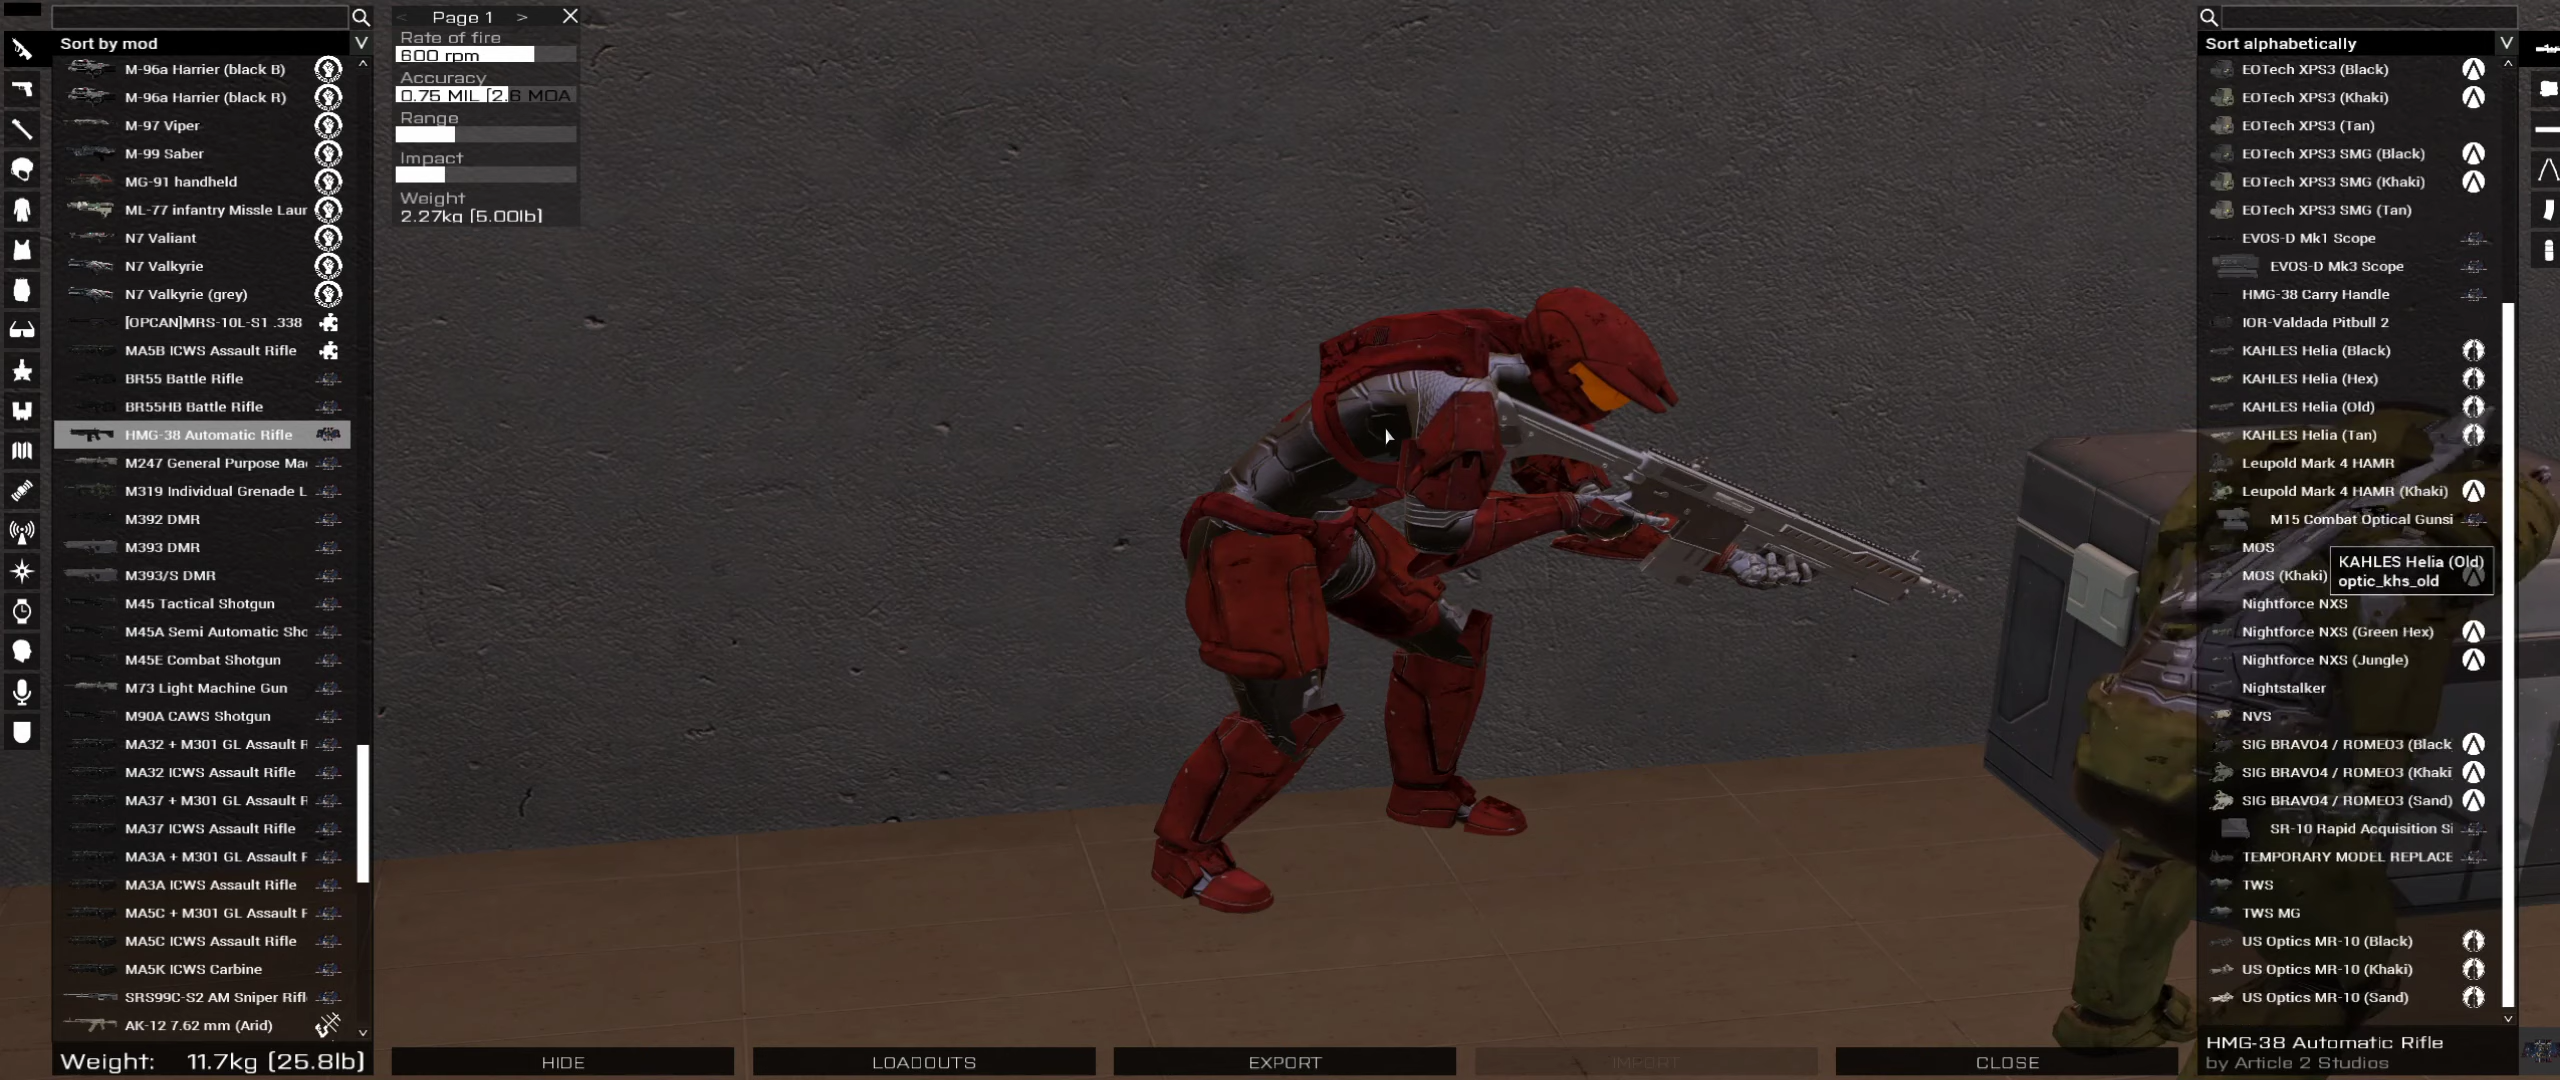 Sort by mod
M-96a Harrier (black B)
M-96a Harrier (black R)
M-97 Viper
M-99 Saber
MG-91 handheld
ML-77 infantry Missle Laur
N7 Valiant
N7 Valkyrie
N7 Valkyrie (grey)
[OPCAN]MRS-10L-S1 .338
MA5B ICWS Assault Rifle
BR55 Battle Rifle
BR55HB Battle Rifle
HMG-38 Automatic Rifle
M247 General Purpose Ma
M319 Individual Grenade L
M392 DMR
M393 DMR
M393/S DMR
M45 Tactical Shotgun
M45A Semi Automatic Sho
M45E Combat Shotgun
M73 Light Machine Gun
M90A CAWS Shotgun
MA32 + M301 GL Assault R
MA32 ICWS Assault Rifle
MA37 + M301 GL Assault R
MA37 ICWS Assault Rifle
MA3A + M301 GL Assault R
MA3A ICWS Assault Rifle
MA5C + M301 GL Assault R
MA5C ICWS Assault Rifle
MA5K ICWS Carbine
SRS99C-S2 AM Sniper Rifl
AK-12 7.62 mm (Arid)
Weight: 11.7kg [25.8lb]
< Page 1 >
Rate of fire
600 rpm
Accuracy
0.75 MIL [2.6 MOA
Range
Impact
Weight
2.27kg [5.00lb]
HIDE
LOADOUTS
EXPORT
IMPORT
CLOSE
Sort alphabetically
EOTech XPS3 (Black)
EOTech XPS3 (Khaki)
EOTech XPS3 (Tan)
EOTech XPS3 SMG (Black)
EOTech XPS3 SMG (Khaki)
EOTech XPS3 SMG (Tan)
EVOS-D Mk1 Scope
EVOS-D Mk3 Scope
HMG-38 Carry Handle
IOR-Valdada Pitbull 2
KAHLES Helia (Black)
KAHLES Helia (Hex)
KAHLES Helia (Old)
KAHLES Helia (Tan)
Leupold Mark 4 HAMR
Leupold Mark 4 HAMR (Khaki)
M15 Combat Optical Gunsi
MOS
MOS (Khaki)
KAHLES Helia (Old)
optic_khs_old
Nightforce NXS
Nightforce NXS (Green Hex)
Nightforce NXS (Jungle)
Nightstalker
NVS
SIG BRAVO4 / ROMEO3 (Black
SIG BRAVO4 / ROMEO3 (Khaki
SIG BRAVO4 / ROMEO3 (Sand)
SR-10 Rapid Acquisition Si
TEMPORARY MODEL REPLACE
TWS
TWS MG
US Optics MR-10 (Black)
US Optics MR-10 (Khaki)
US Optics MR-10 (Sand)
HMG-38 Automatic Rifle
by Article 2 Studios